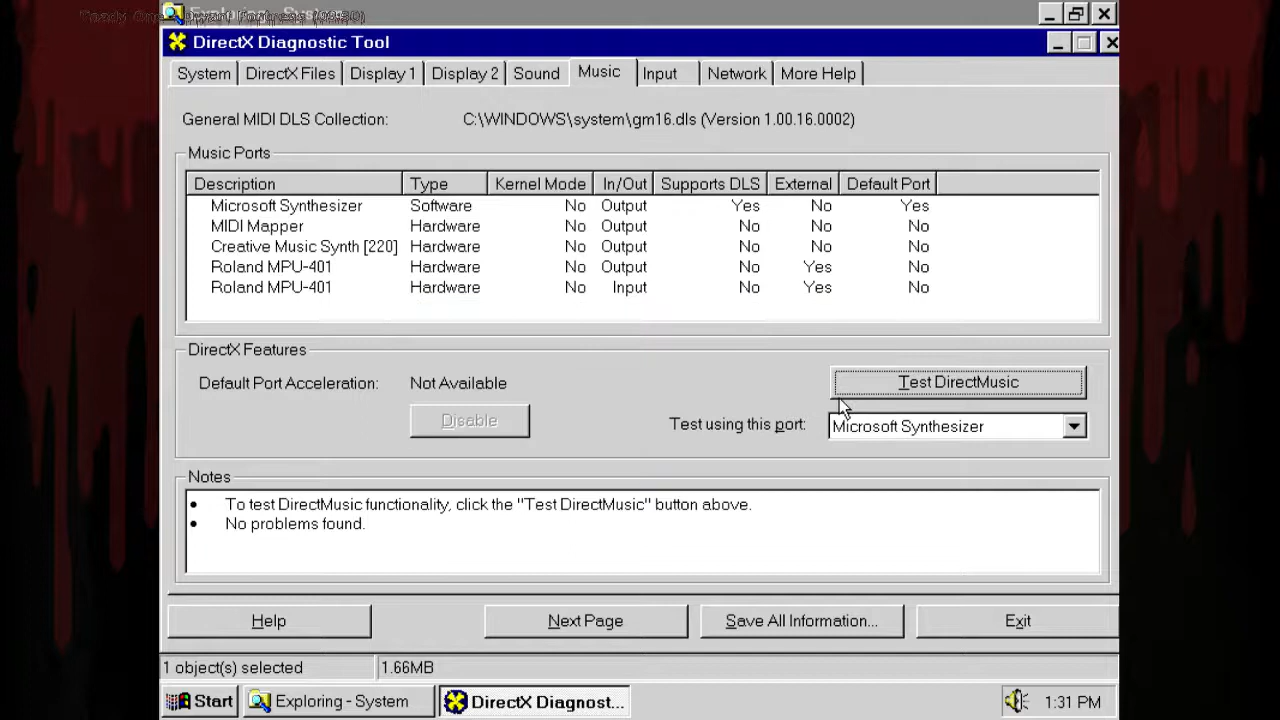 Exploring - System
DirectX Diagnostic Tool
System DirectX Files Display 1 Display 2 Sound Music Input Network More Help
General MIDI DLS Collection: C:\WINDOWS\system\gm16.dls (Version 1.00.16.0002)
Music Ports
Description Type Kernel Mode In/Out Supports DLS External Default Port
Microsoft Synthesizer Software No Output Yes No Yes
MIDI Mapper Hardware No Output No No No
Creative Music Synth [220] Hardware No Output No No No
Roland MPU-401 Hardware No Output No Yes No
Roland MPU-401 Hardware No Input No Yes No
DirectX Features
Default Port Acceleration: Not Available Test DirectMusic
Disable Test using this port: Microsoft Synthesizer
Notes
• To test DirectMusic functionality, click the "Test DirectMusic" button above.
• No problems found.
Help Next Page Save All Information... Exit
1 object(s) selected 1.66MB
Start Exploring - System DirectX Diagnost... 1:31 PM